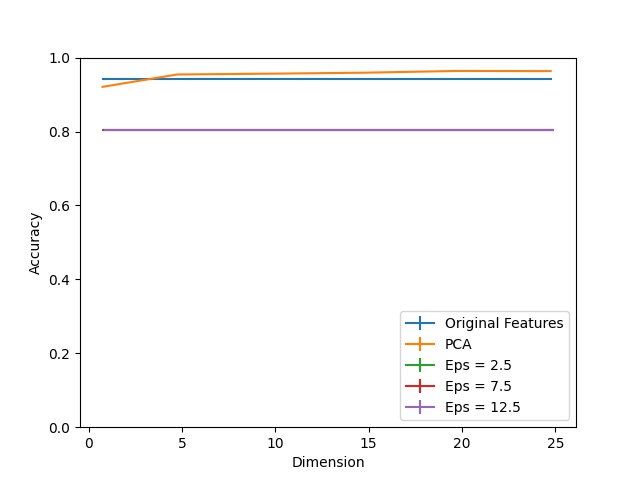 1.0
0.8
0.6
0.4
0.2
0.0
Accuracy
0 5 10 15 20 25
Dimension
Original Features
PCA
Eps = 2.5
Eps = 7.5
Eps = 12.5